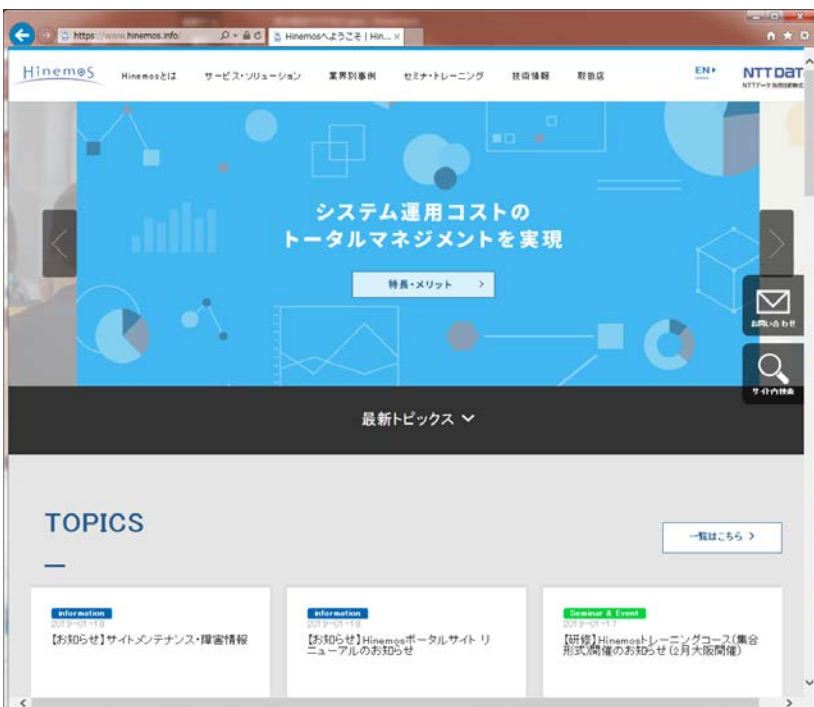 https://www.hinemos.info/
Hinemosへようこそ | Hin...
Hinemos
Hinemosとは
サービス・ソリューション
業界別事例
セミナ・トレーニング
技術情報
取扱店
EN
NTT DAT
システム運用コストの
トータルマネジメントを実現
特長・メリット
お問い合わせ
サイト内検索
最新トピックス
TOPICS
一覧はこちら
information
2019-01-18
【お知らせ】サイトメンテナンス・障害情報
information
2019-01-18
【お知らせ】Hinemosポータルサイト リ
ニューアルのお知らせ
Seminar & Event
2019-01-17
【研修】Hinemosトレーニングコース(集合
形式)開催のお知らせ (2月大阪開催)